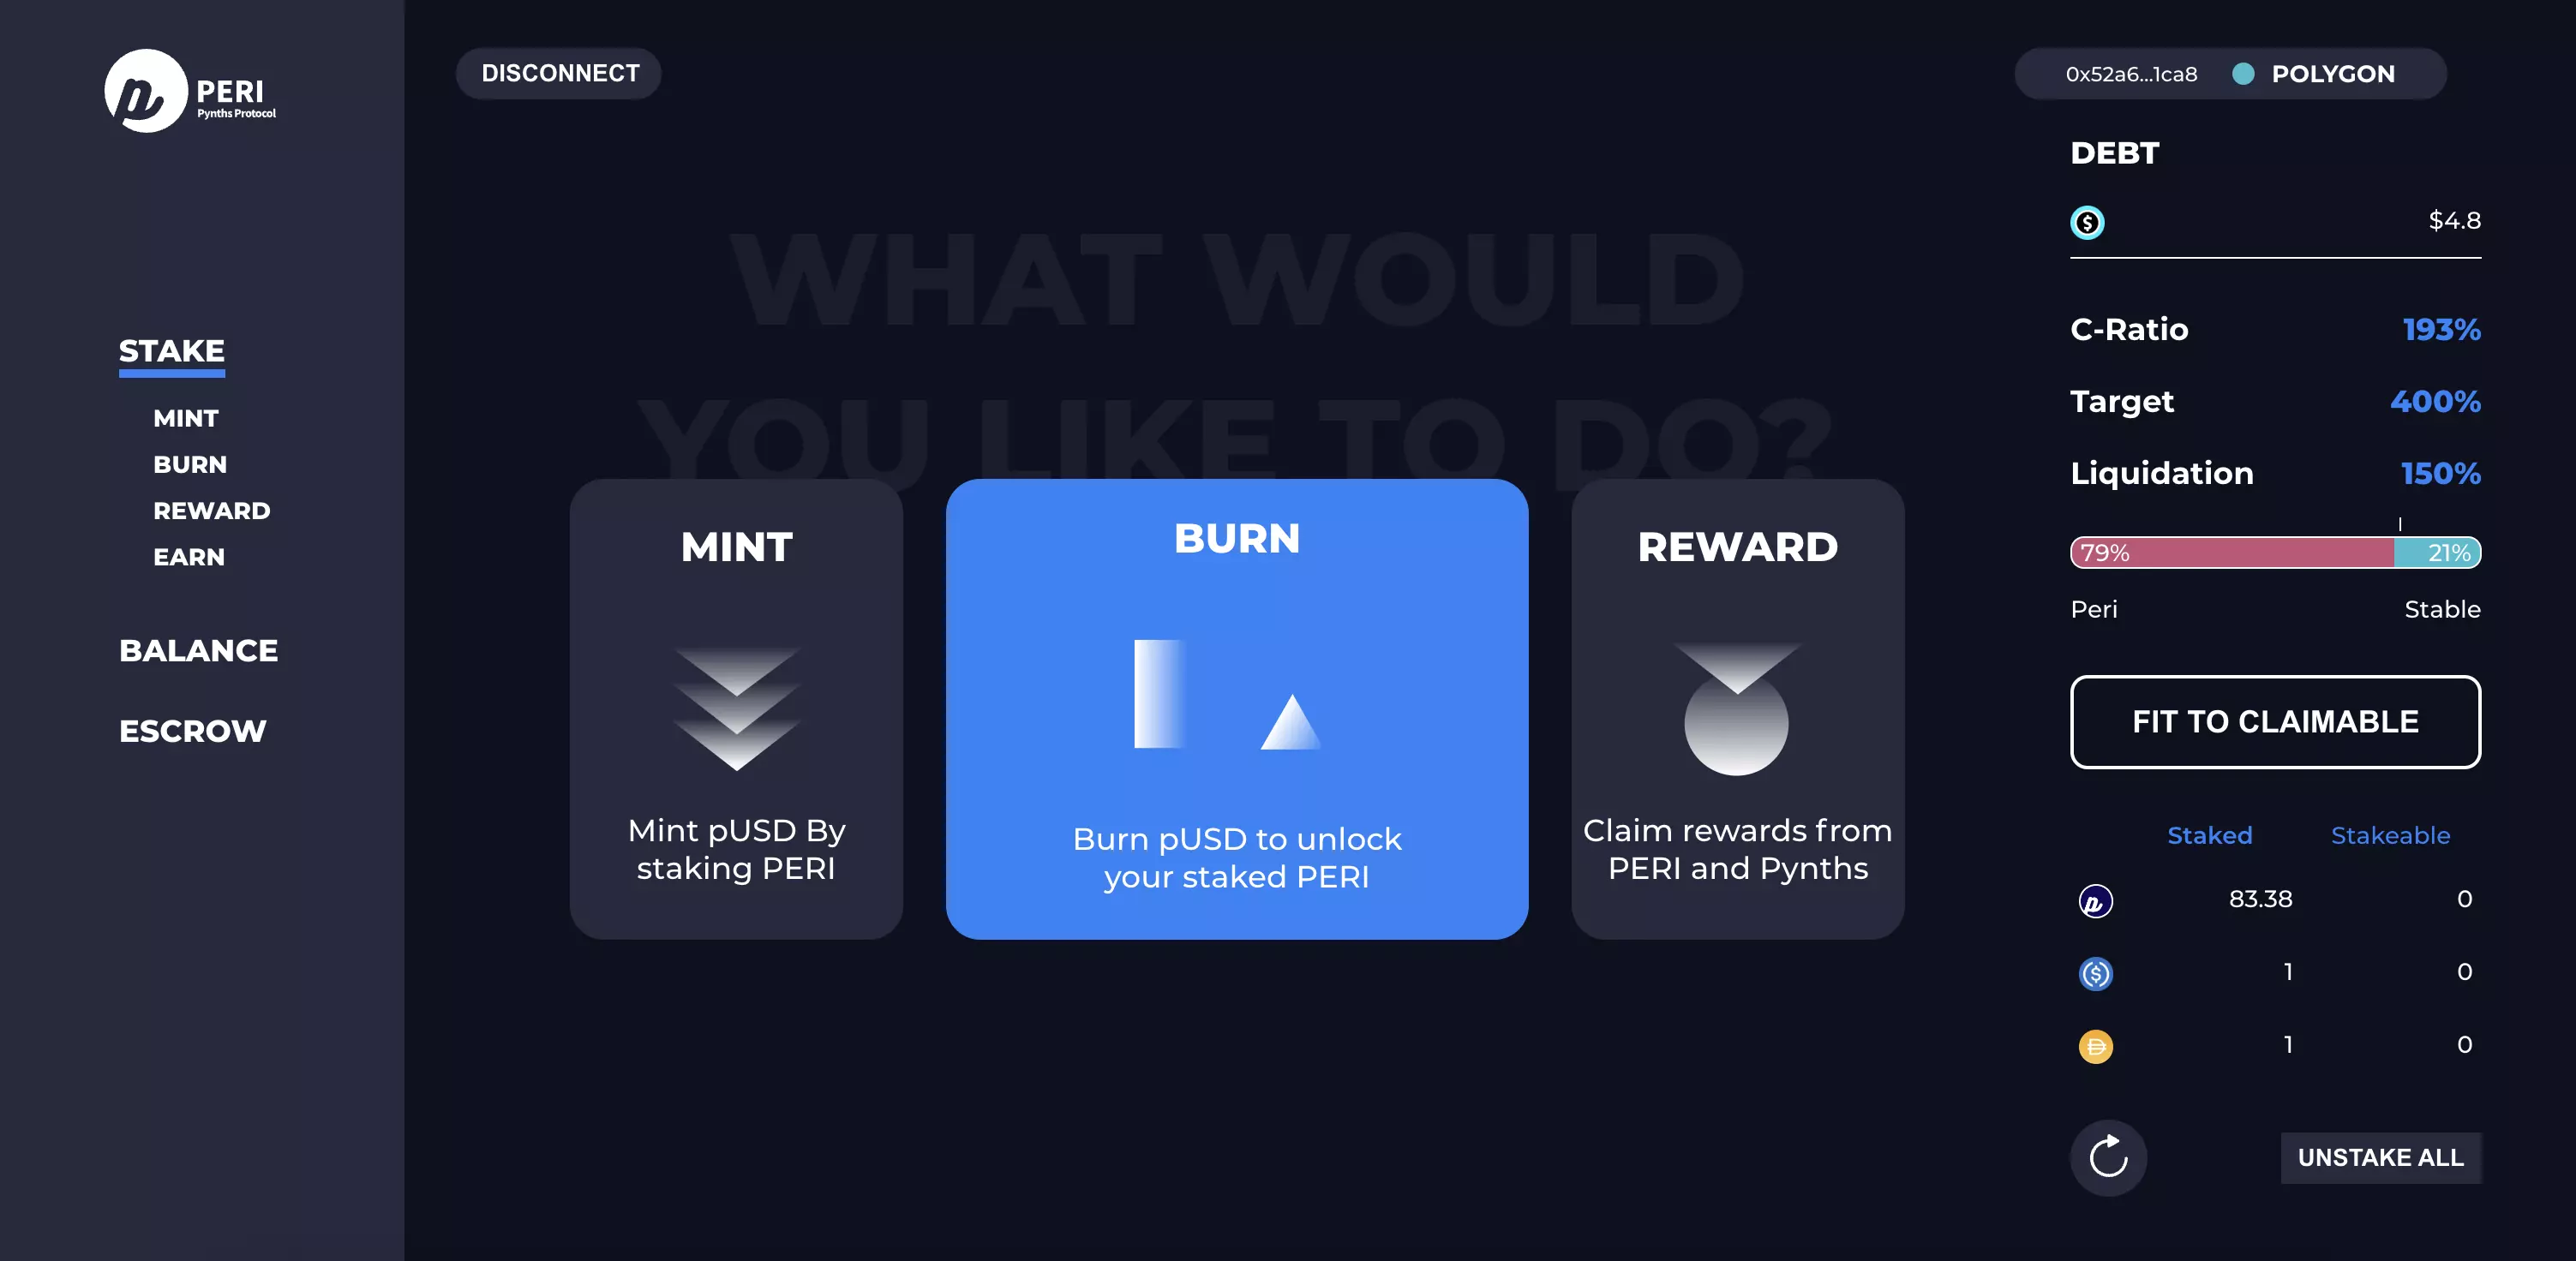 PERI
Pynths Protocol
DISCONNECT
0x52a6...1ca8 POLYGON
STAKE
MINT
BURN
REWARD
EARN
BALANCE
ESCROW
WHAT WOULD
YOU LIKE TO DO?
MINT
Mint pUSD By
staking PERI
BURN
Burn pUSD to unlock
your staked PERI
REWARD
Claim rewards from
PERI and Pynths
DEBT
$4.8
C-Ratio 193%
Target 400%
Liquidation 150%
79% 21%
Peri Stable
FIT TO CLAIMABLE
Staked Stakeable
83.38 0
1 0
1 0
UNSTAKE ALL